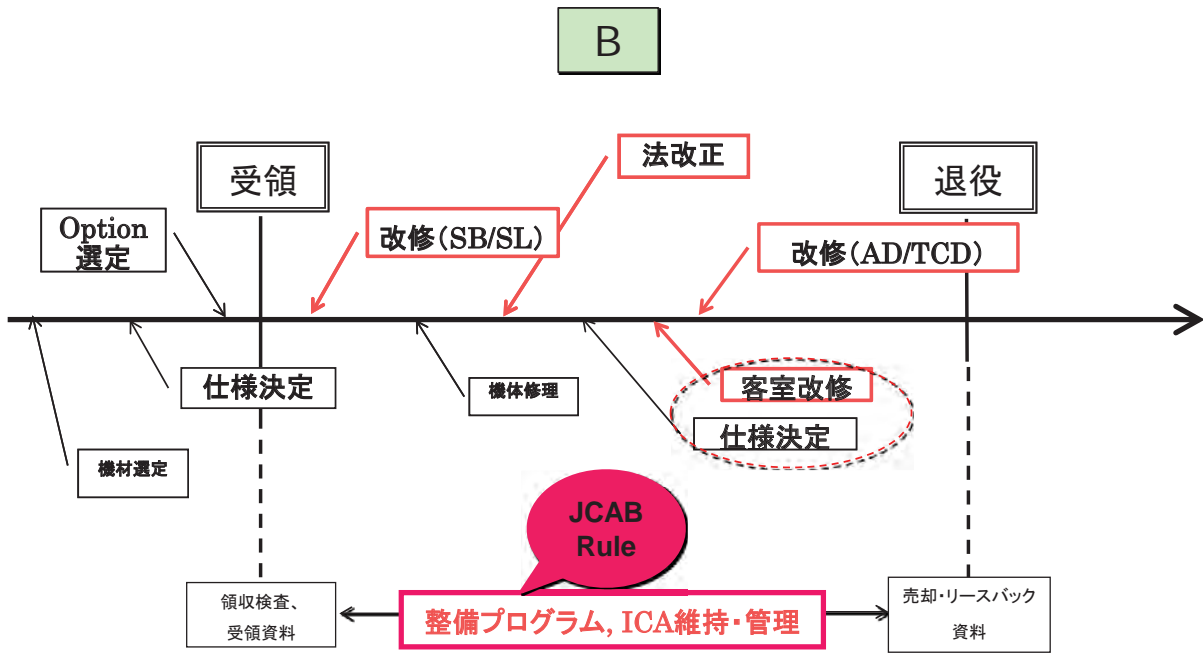 B
受領
法改正
退役
Option
選定
改修(SB/SL)
改修(AD/TCD)
仕様決定
機体修理
客室改修
仕様決定
機材選定
JCAB
Rule
領収検査、
受領資料
整備プログラム, ICA維持・管理
売却・リースバック
資料